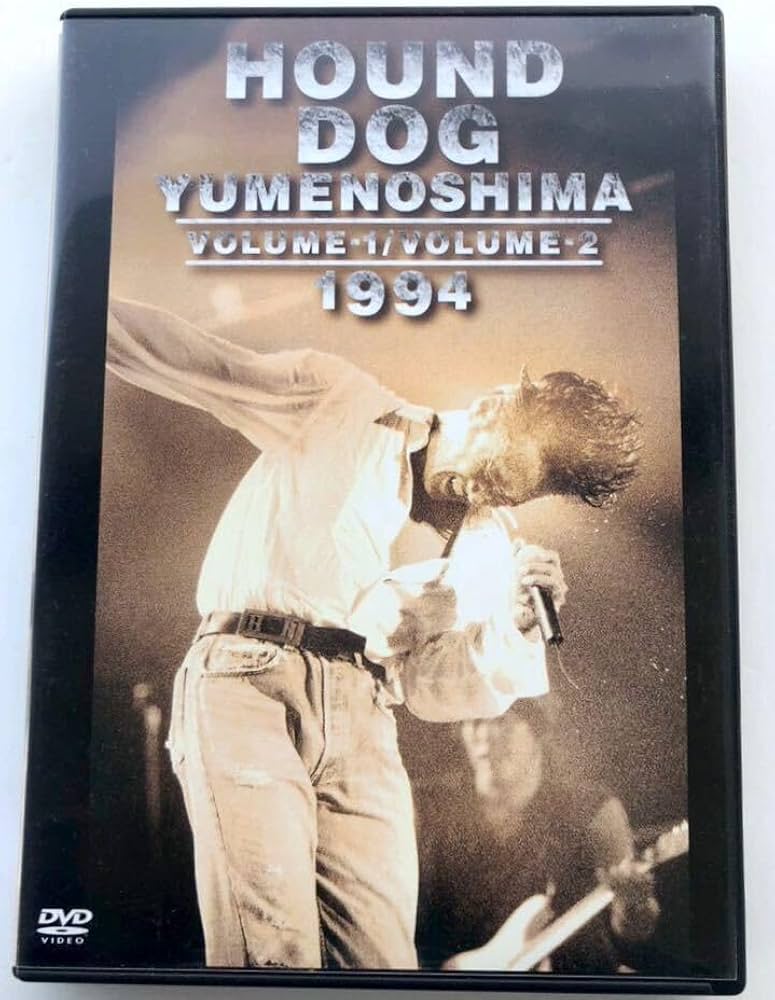 HOUND
DOG
YUMENOSHIMA
VOLUME-1/VOLUME-2
1994
DVD
VIDEO